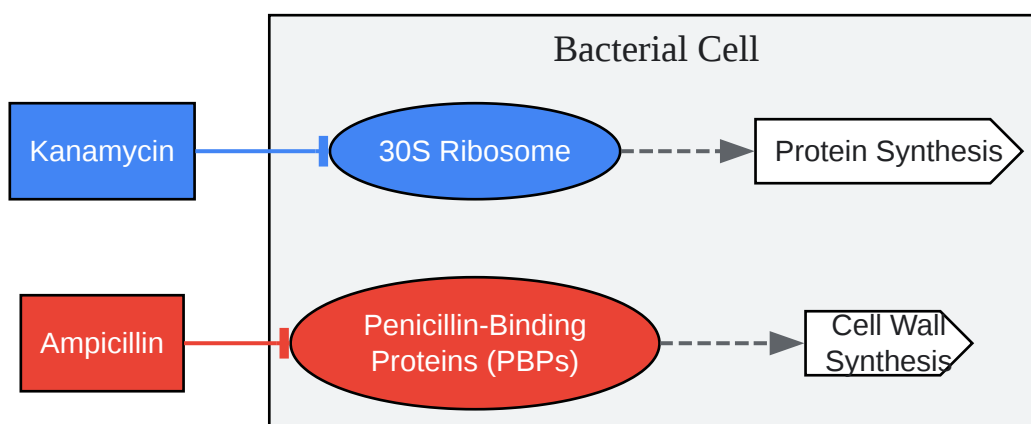 Bacterial Cell
Kanamycin
30S Ribosome
Protein Synthesis
Ampicillin
Penicillin-Binding
Proteins (PBPs)
Cell Wall
Synthesis